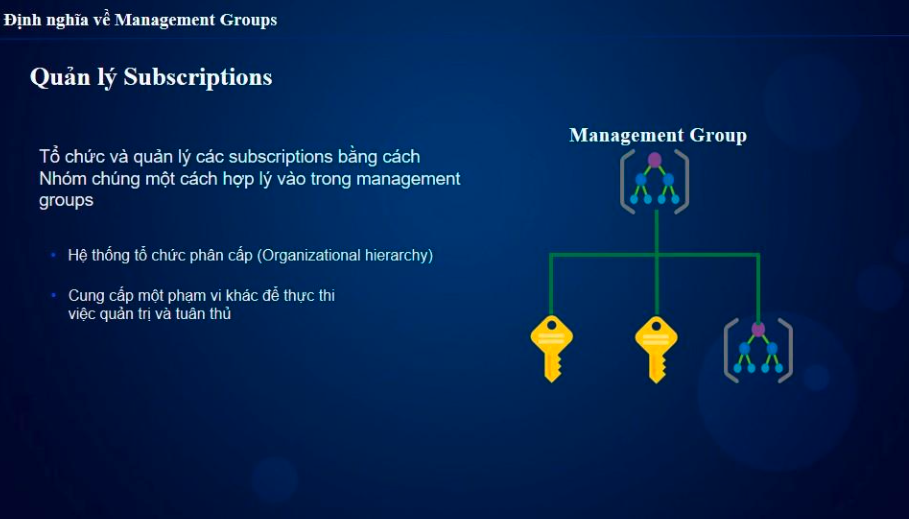 Định nghĩa về Management Groups
Quản lý Subscriptions
Management Group
Tổ chức và quản lý các subscriptions bằng cách
Nhóm chúng một cách hợp lý vào trong management
groups
Hệ thống tổ chức phân cấp (Organizational hierarchy)
Cung cấp một phạm vi khác để thực thi
việc quản trị và tuân thủ